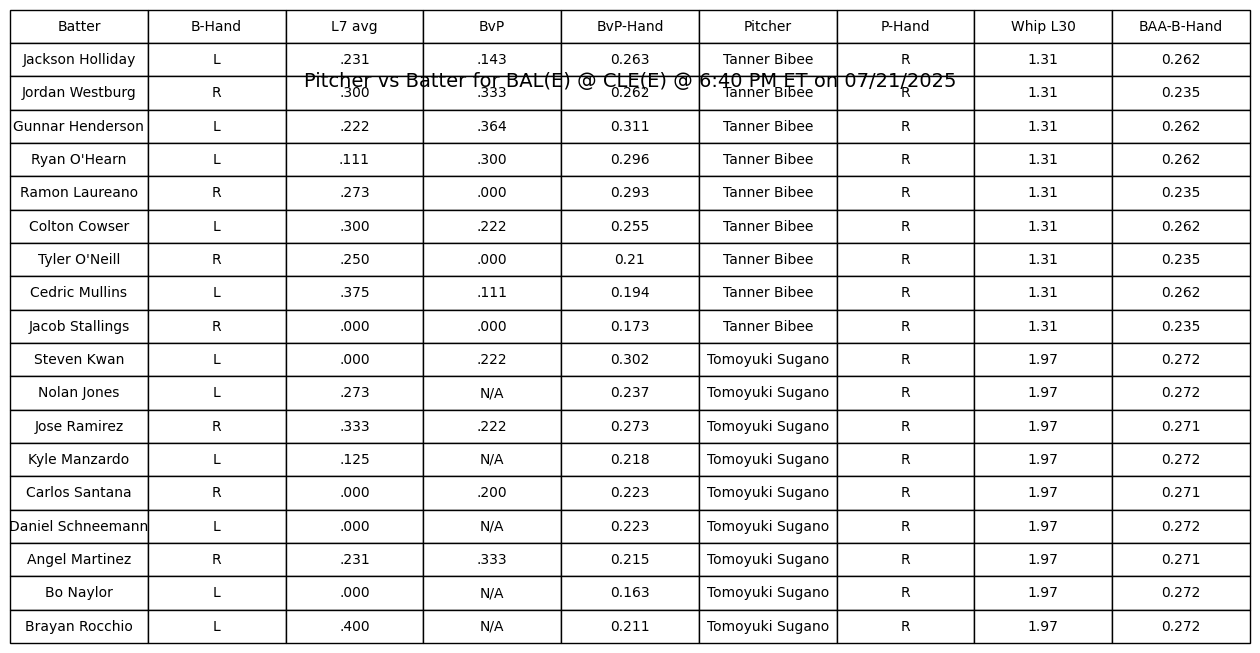 Batter B-Hand L7 avg BvP BvP-Hand Pitcher P-Hand Whip L30 BAA-B-Hand
Jackson Holliday L .231 .143 0.263 Tanner Bibee R 1.31 0.262
Pitcher vs Batter for BAL(E) @ CLE(E) @ 6:40 PM ET on 07/21/2025
Jordan Westburg R .300 .333 0.262 Tanner Bibee R 1.31 0.235
Gunnar Henderson L .222 .364 0.311 Tanner Bibee R 1.31 0.262
Ryan O'Hearn L .111 .300 0.296 Tanner Bibee R 1.31 0.262
Ramon Laureano R .273 .000 0.293 Tanner Bibee R 1.31 0.235
Colton Cowser L .300 .222 0.255 Tanner Bibee R 1.31 0.262
Tyler O'Neill R .250 .000 0.21 Tanner Bibee R 1.31 0.235
Cedric Mullins L .375 .111 0.194 Tanner Bibee R 1.31 0.262
Jacob Stallings R .000 .000 0.173 Tanner Bibee R 1.31 0.235
Steven Kwan L .000 .222 0.302 Tomoyuki Sugano R 1.97 0.272
Nolan Jones L .273 N/A 0.237 Tomoyuki Sugano R 1.97 0.272
Jose Ramirez R .333 .222 0.273 Tomoyuki Sugano R 1.97 0.271
Kyle Manzardo L .125 N/A 0.218 Tomoyuki Sugano R 1.97 0.272
Carlos Santana R .000 .200 0.223 Tomoyuki Sugano R 1.97 0.271
Daniel Schneemann L .000 N/A 0.223 Tomoyuki Sugano R 1.97 0.272
Angel Martinez R .231 .333 0.215 Tomoyuki Sugano R 1.97 0.271
Bo Naylor L .000 N/A 0.163 Tomoyuki Sugano R 1.97 0.272
Brayan Rocchio L .400 N/A 0.211 Tomoyuki Sugano R 1.97 0.272